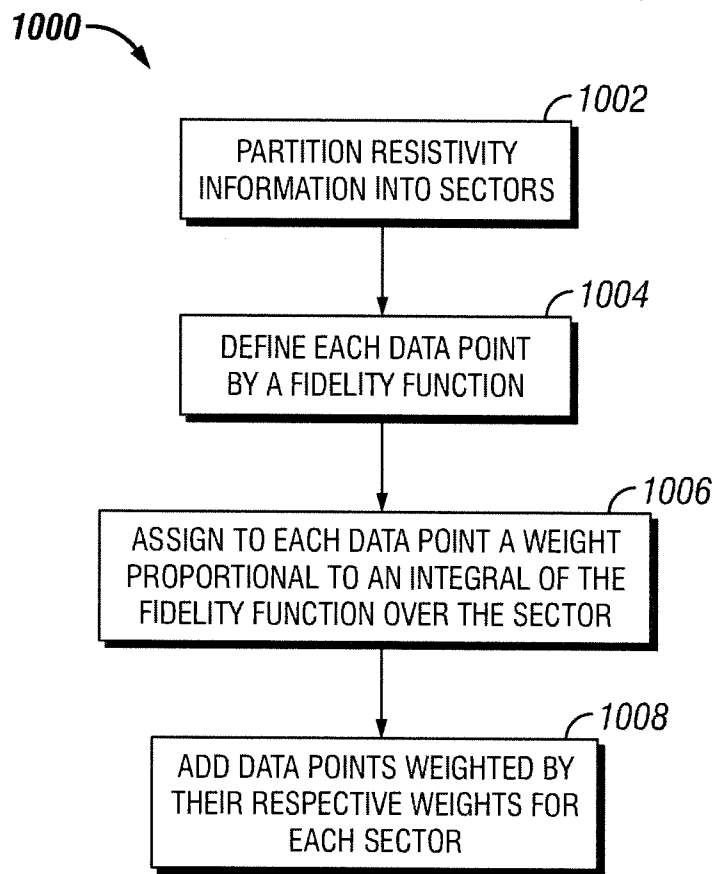 1000
1002
PARTITION RESISTIVITY
INFORMATION INTO SECTORS
1004
DEFINE EACH DATA POINT
BY A FIDELITY FUNCTION
1006
ASSIGN TO EACH DATA POINT A WEIGHT
PROPORTIONAL TO AN INTEGRAL OF THE
FIDELITY FUNCTION OVER THE SECTOR
1008
ADD DATA POINTS WEIGHTED BY
THEIR RESPECTIVE WEIGHTS FOR
EACH SECTOR